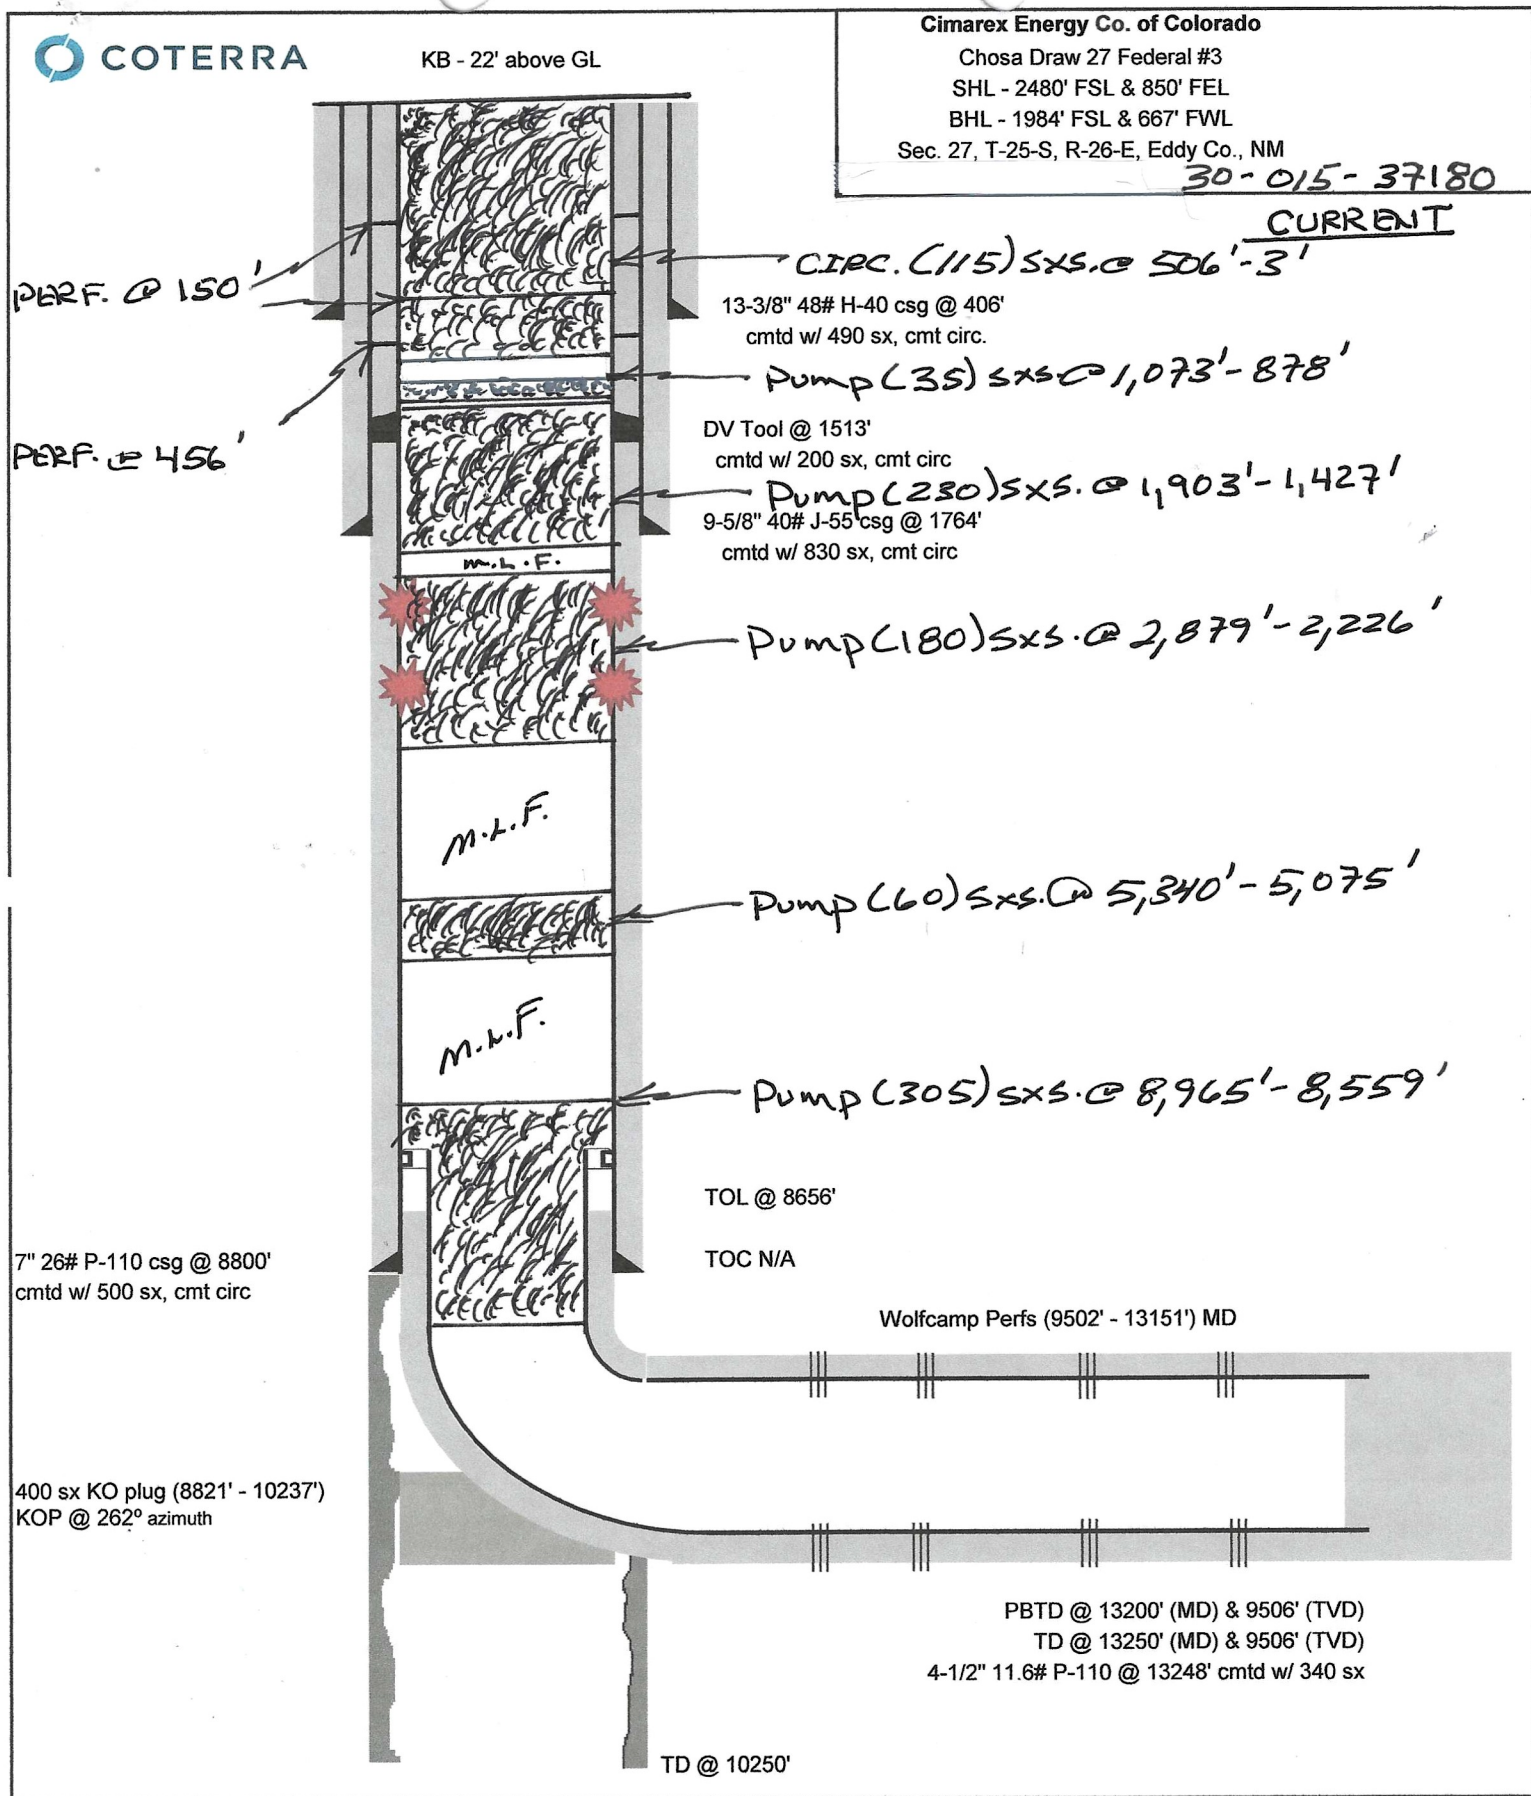 COTERRA
KB - 22' above GL
Cimarex Energy Co. of Colorado
Chosa Draw 27 Federal #3
SHL - 2480' FSL & 850' FEL
BHL - 1984' FSL & 667' FWL
Sec. 27, T-25-S, R-26-E, Eddy Co., NM
30-015-37180
CURRENT
CIRC. (115) SXS. @ 506'-3'
PERF. @ 150'
13-3/8" 48# H-40 csg @ 406'
cmtd w/ 490 sx, cmt circ.
Pump (35) SXS. @ 1,073'-878'
PERF. @ 456'
DV Tool @ 1513'
cmtd w/ 200 sx, cmt circ
Pump (230) SXS. @ 1,903'-1,427'
9-5/8" 40# J-55 csg @ 1764'
cmtd w/ 830 sx, cmt circ
M.L.F.
Pump (180) SXS. @ 2,879'-2,226'
M.L.F.
Pump (60) SXS. @ 5,340'-5,075'
M.L.F.
Pump (305) SXS. @ 8,965'-8,559'
TOL @ 8656'
7" 26# P-110 csg @ 8800'
cmtd w/ 500 sx, cmt circ
TOC N/A
Wolfcamp Perfs (9502' - 13151') MD
400 sx KO plug (8821' - 10237')
KOP @ 262º azimuth
PBTD @ 13200' (MD) & 9506' (TVD)
TD @ 13250' (MD) & 9506' (TVD)
4-1/2" 11.6# P-110 @ 13248' cmtd w/ 340 sx
TD @ 10250'